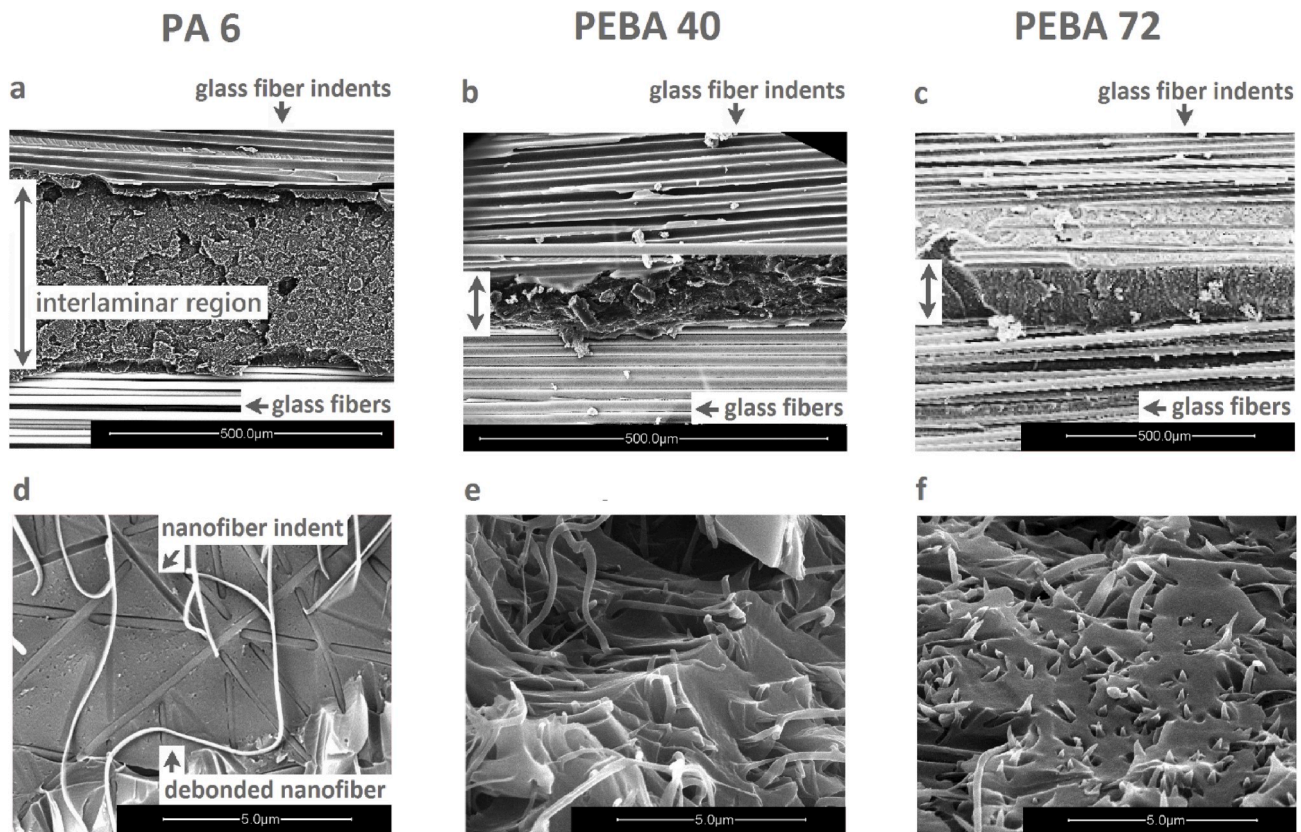 PA 6
PEBA 40
PEBA 72
a
glass fiber indents
b
glass fiber indents
c
glass fiber indents
interlaminar region
glass fibers
500.0µm
glass fibers
500.0µm
glass fibers
500.0µm
d
e
f
nanofiber indent
debonded nanofiber
5.0µm
5.0µm
5.0µm